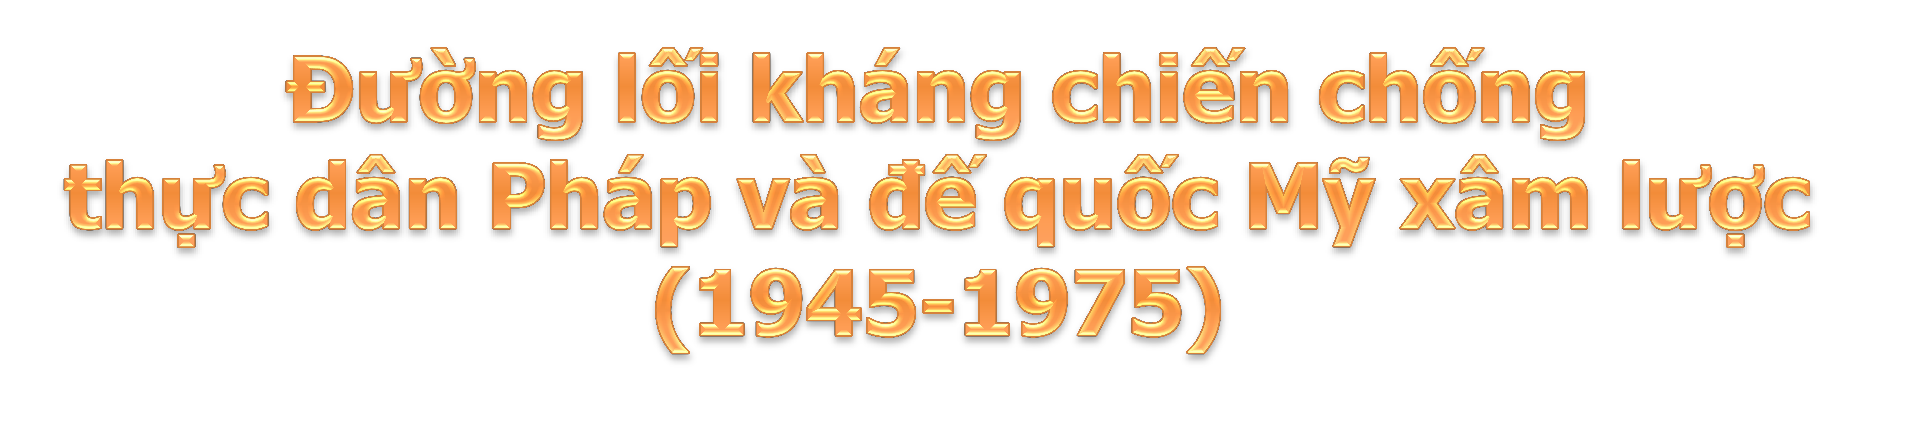 Đường lối kháng chiến chống
thực dân Pháp và đế quốc Mỹ xâm lược
(1945-1975)